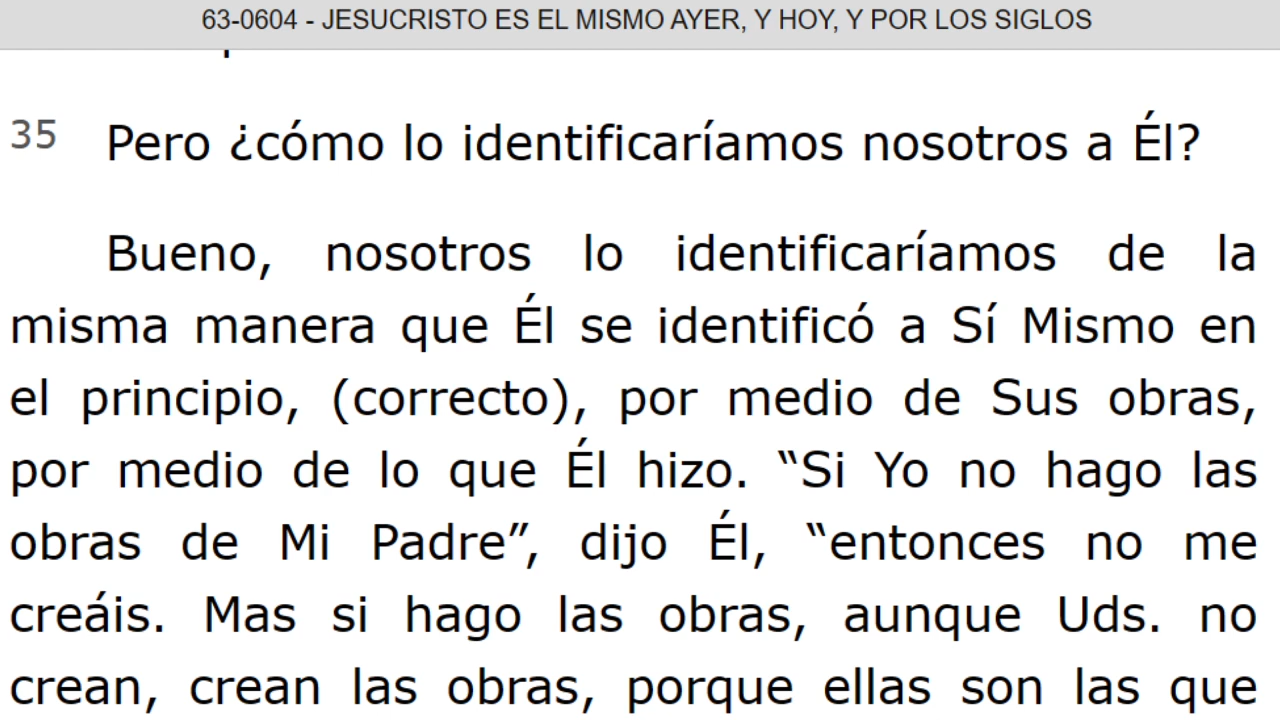 63-0604 - JESUCRISTO ES EL MISMO AYER, Y HOY, Y POR LOS SIGLOS
35 Pero ¿cómo lo identificaríamos nosotros a Él?
Bueno, nosotros lo identificaríamos de la
misma manera que Él se identificó a Sí Mismo en
el principio, (correcto), por medio de Sus obras,
por medio de lo que Él hizo. “Si Yo no hago las
obras de Mi Padre”, dijo Él, “entonces no me
creáis. Mas si hago las obras, aunque Uds. no
crean, crean las obras, porque ellas son las que